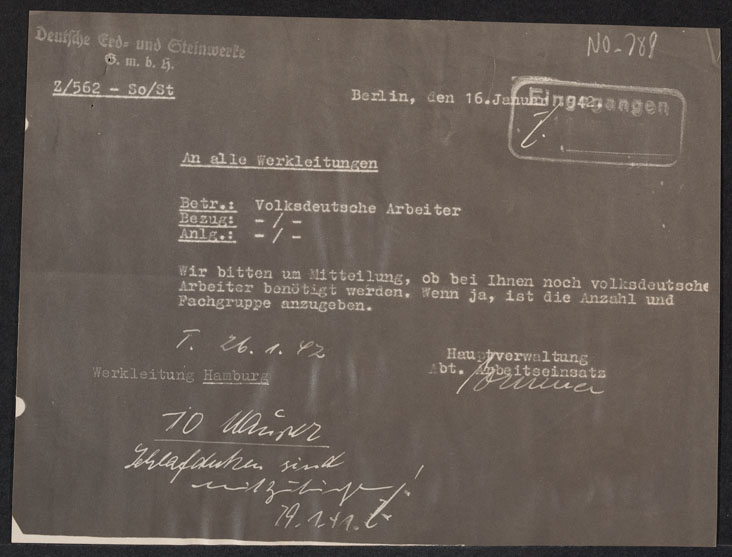 Deutsche Erd- und Steinwerke
G. m. b. H.
NO-789
Z/562 - So/St
Berlin, den 16.Januar 1942.
Eingegangen
An alle Werkleitungen
Betr.: Volksdeutsche Arbeiter
Bezug: - / -
Anlg.: - / -
Wir bitten um Mitteilung, ob bei Ihnen noch volksdeutsche
Arbeiter benötigt werden. Wenn ja, ist die Anzahl und
Fachgruppe anzugeben.
T. 26.1.42
Hauptverwaltung
Abt. Arbeitseinsatz
Werkleitung Hamburg
10 Maurer
Schlafdecken sind
mitzubringen!